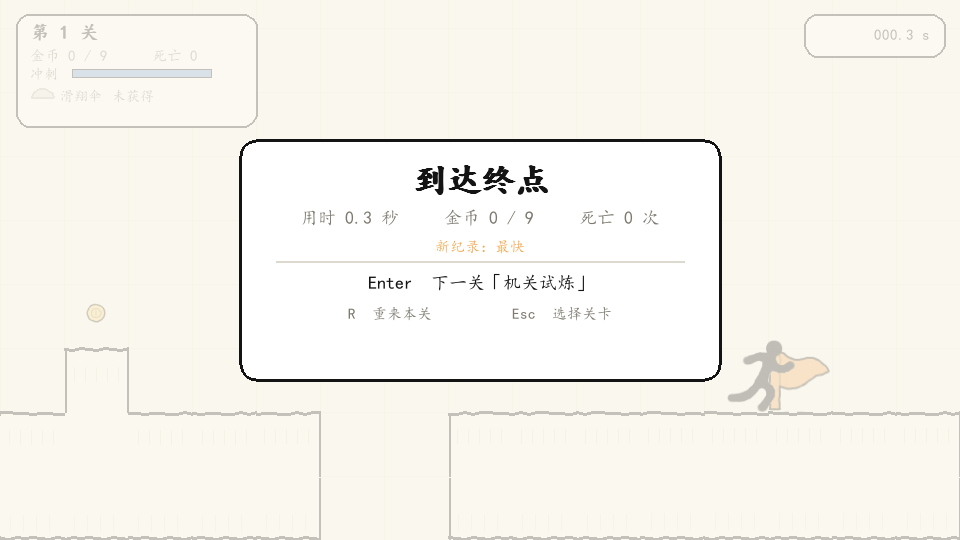 第 1 关
金币 0 / 9 死亡 0
冲刺
滑翔伞 未获得
000.3 s
到达终点
用时 0.3 秒 金币 0 / 9 死亡 0 次
新纪录: 最快
Enter 下一关「机关试炼」
R 重来本关 Esc 选择关卡